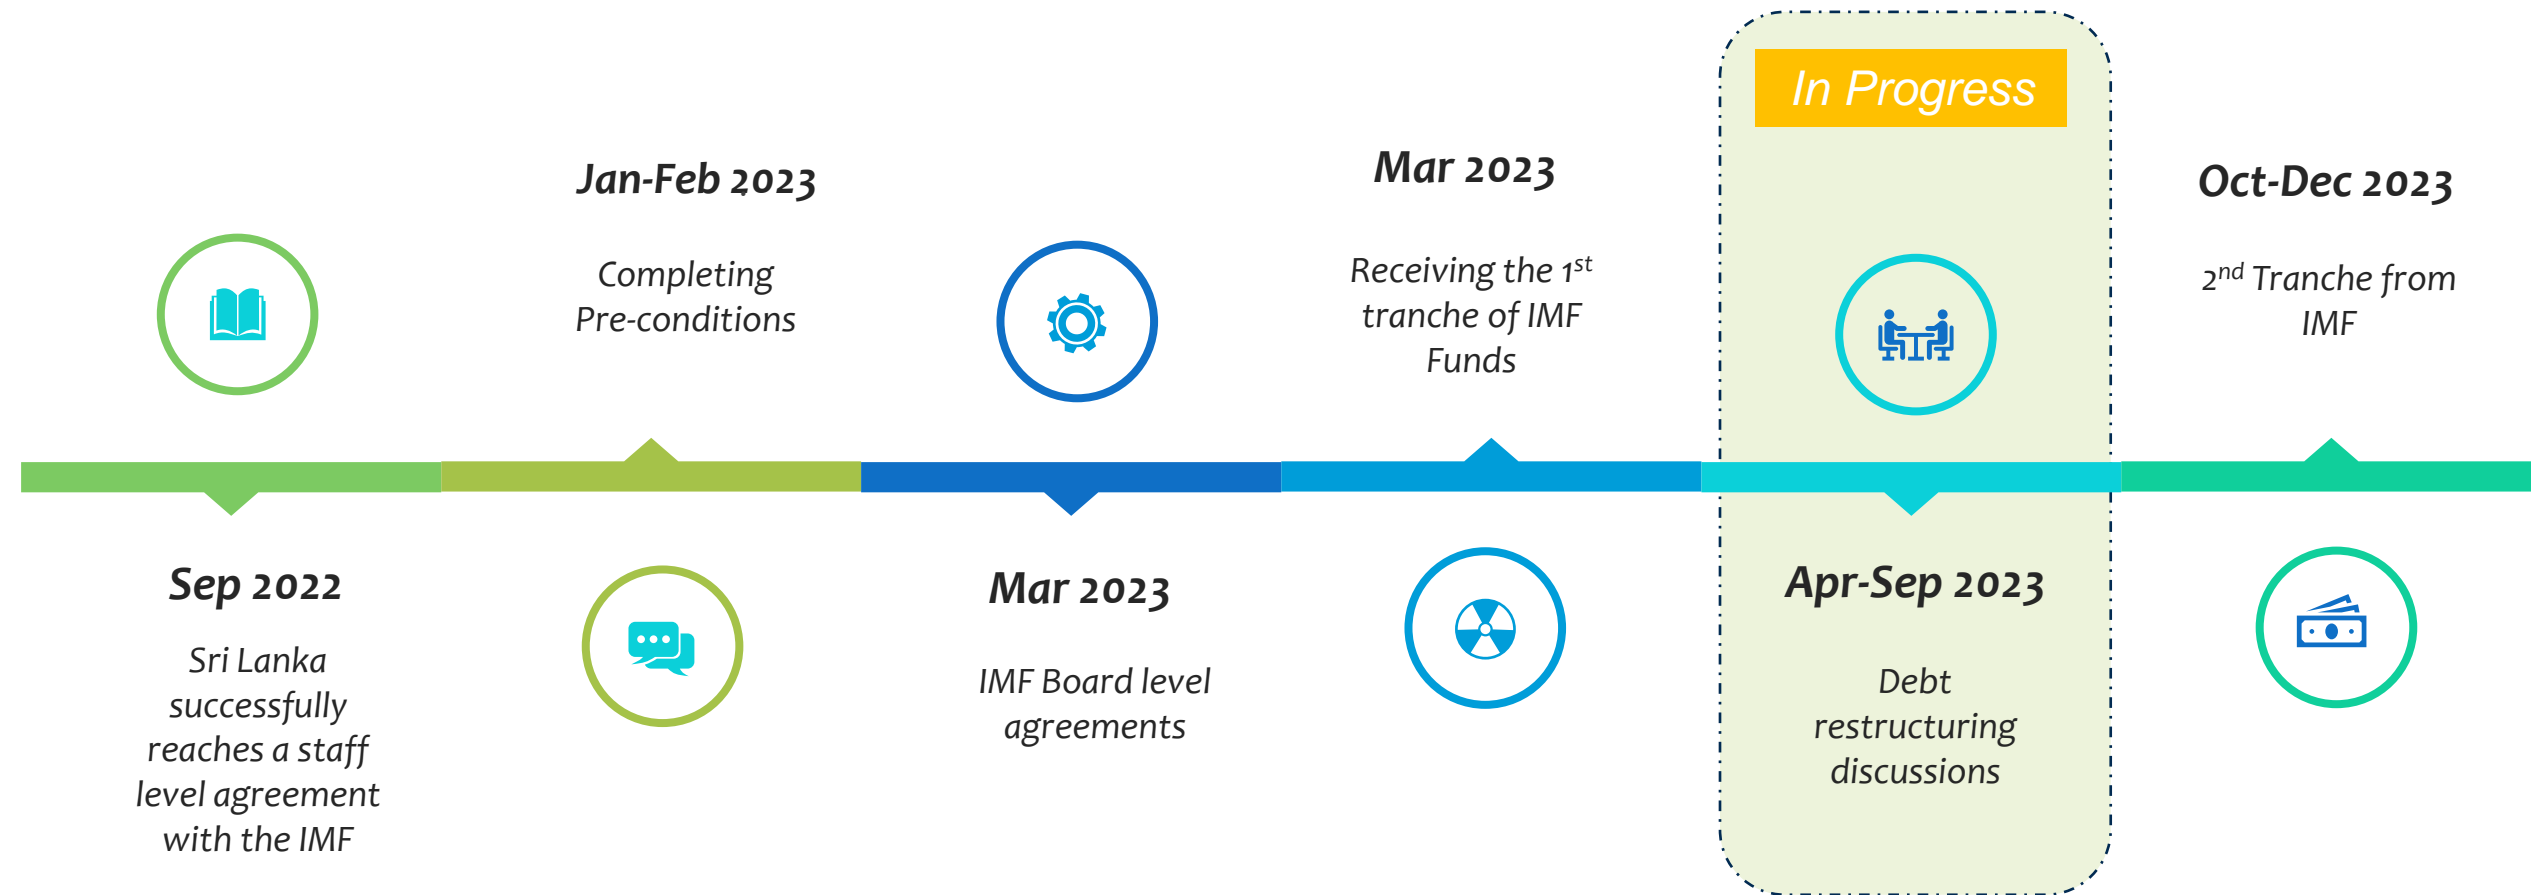 Sep 2022
Sri Lanka
successfully
reaches a staff
level agreement
with the IMF
Jan-Feb 2023
Completing
Pre-conditions
Mar 2023
IMF Board level
agreements
Mar 2023
Receiving the 1st
tranche of IMF
Funds
In Progress
Apr-Sep 2023
Debt
restructuring
discussions
Oct-Dec 2023
2nd Tranche from
IMF